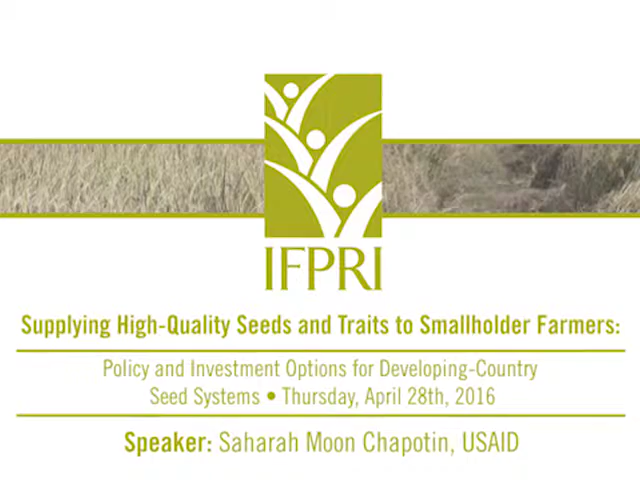 IFPRI
Supplying High-Quality Seeds and Traits to Smallholder Farmers:
Policy and Investment Options for Developing-Country
Seed Systems • Thursday, April 28th, 2016
Speaker: Saharah Moon Chapotin, USAID